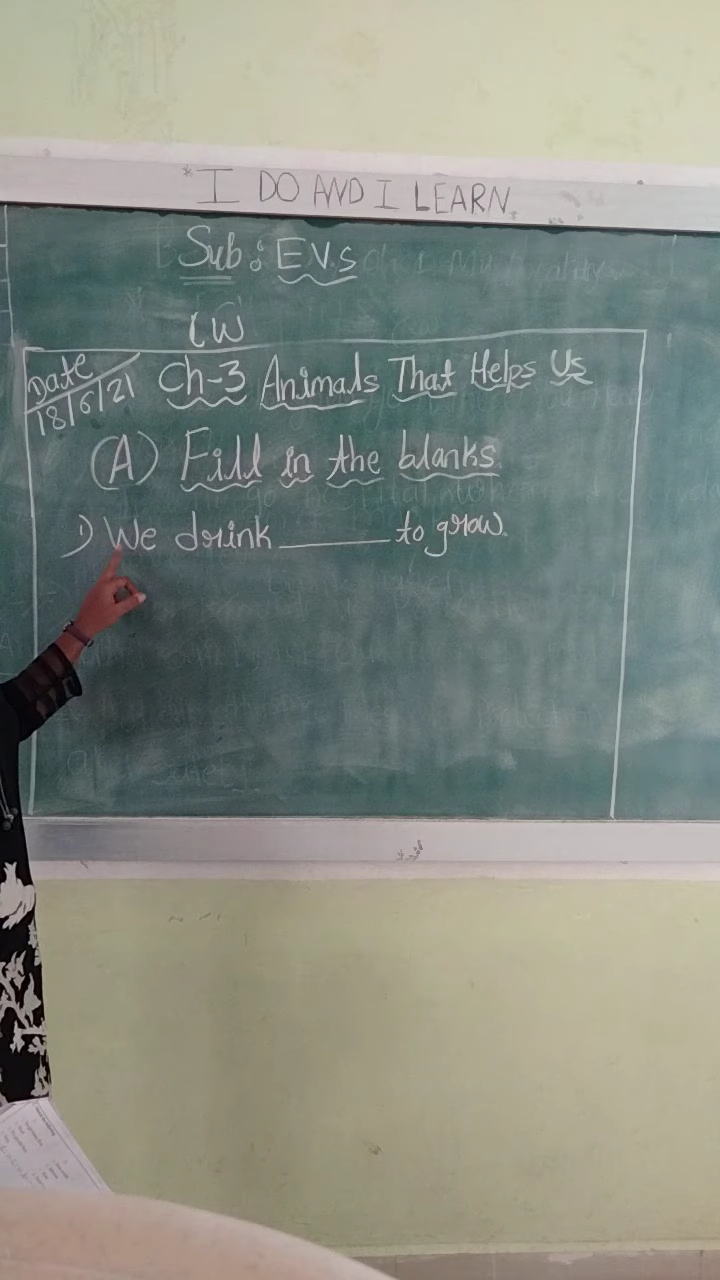 *I DO AND I LEARN
Sub : E.V.S
CW
Date
18/6/21
Ch-3 Animals That Helps Us
(A) Fill in the blanks
1) We drink ______ to grow.